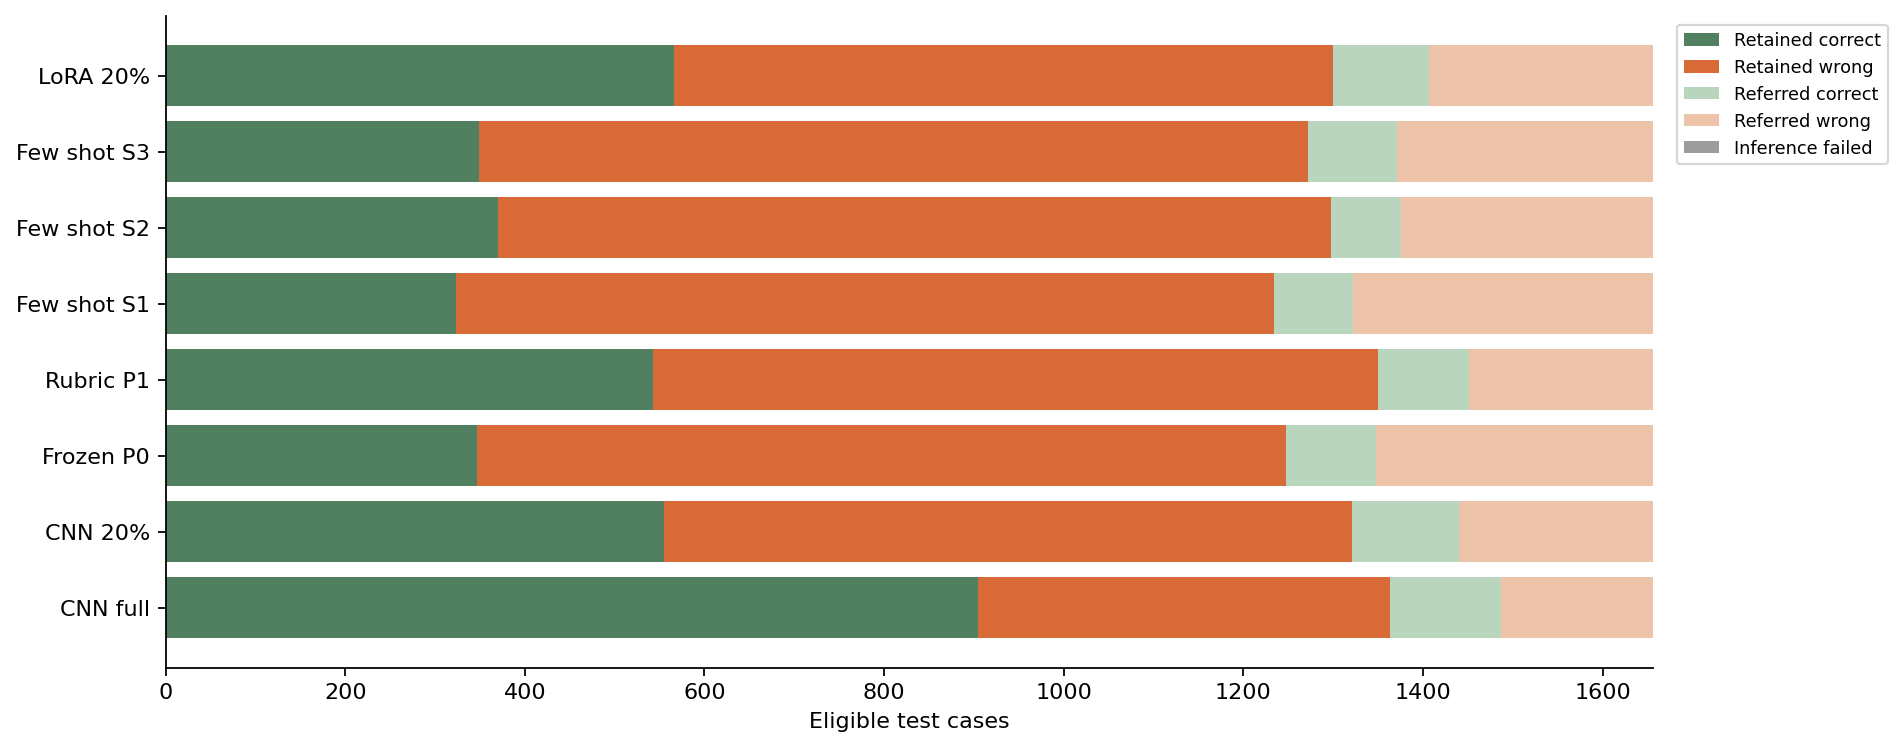 LoRA 20%
Few shot S3
Few shot S2
Few shot S1
Rubric P1
Frozen P0
CNN 20%
CNN full
0 200 400 600 800 1000 1200 1400 1600
Eligible test cases
Retained correct
Retained wrong
Referred correct
Referred wrong
Inference failed